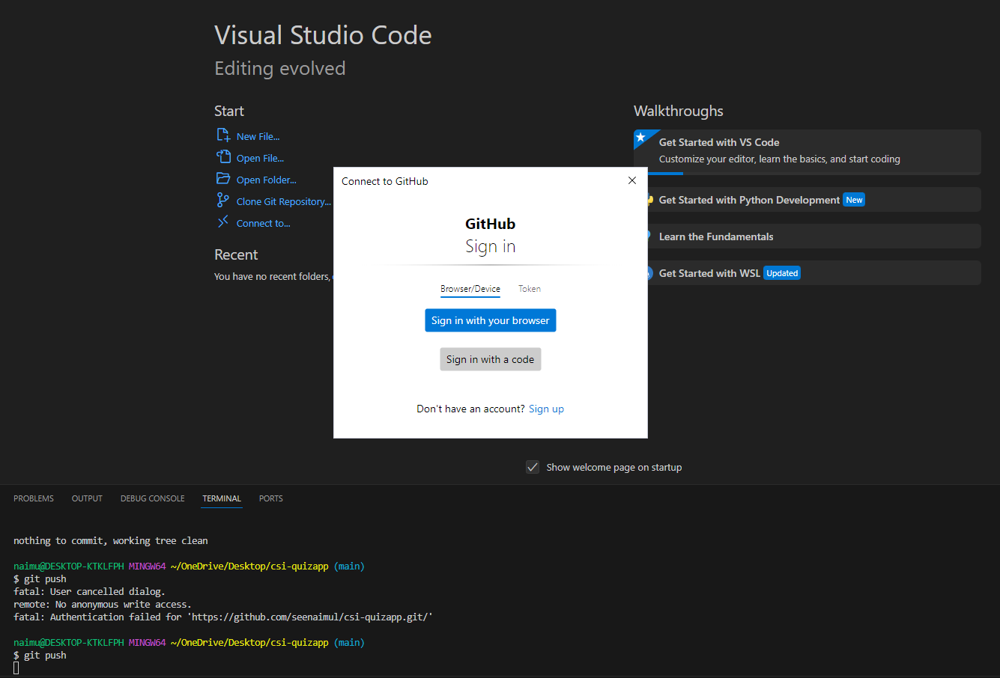 Visual Studio Code
Editing evolved
Start
New File...
Open File...
Open Folder...
Clone Git Repository...
Connect to...
Recent
You have no recent folders,
Walkthroughs
Get Started with VS Code
Customize your editor, learn the basics, and start coding
Get Started with Python Development New
Learn the Fundamentals
Get Started with WSL Updated
Connect to GitHub
GitHub
Sign in
Browser/Device Token
Sign in with your browser
Sign in with a code
Don't have an account? Sign up
Show welcome page on startup
PROBLEMS OUTPUT DEBUG CONSOLE TERMINAL PORTS
nothing to commit, working tree clean
naimu@DESKTOP-KTKLFPH MINGW64 ~/OneDrive/Desktop/csi-quizapp (main)
$ git push
fatal: User cancelled dialog.
remote: No anonymous write access.
fatal: Authentication failed for 'https://github.com/seenaimul/csi-quizapp.git/'
naimu@DESKTOP-KTKLFPH MINGW64 ~/OneDrive/Desktop/csi-quizapp (main)
$ git push